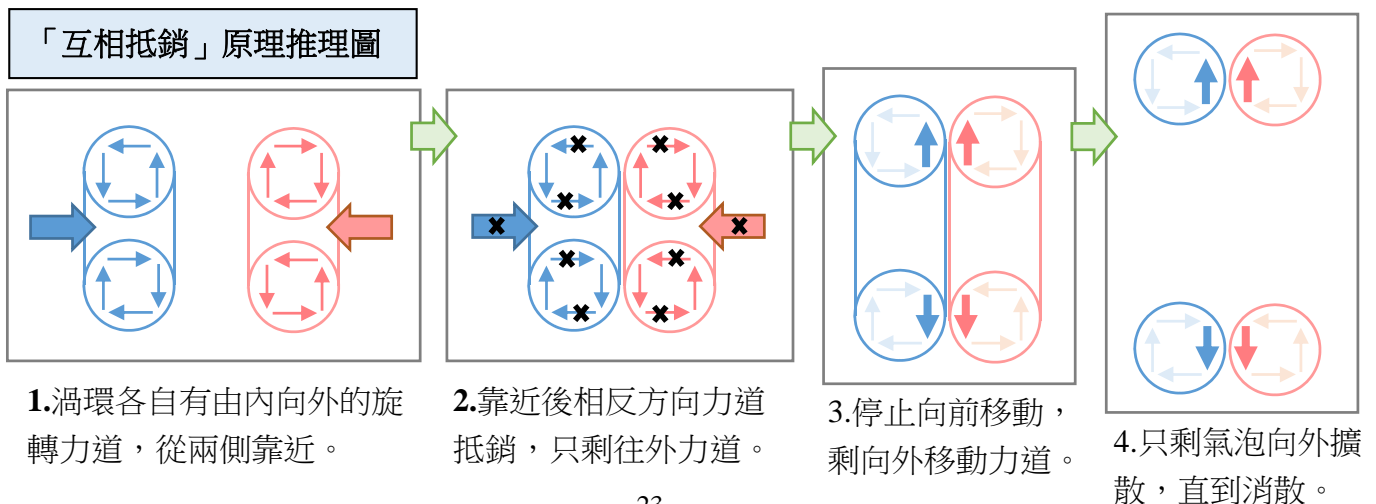 「互相抵銷」原理推理圖
1.渦環各自有由內向外的旋
轉力道，從兩側靠近。
2.靠近後相反方向力道
抵銷，只剩往外力道。
3.停止向前移動，
剩向外移動力道。
4.只剩氣泡向外擴
散，直到消散。
23